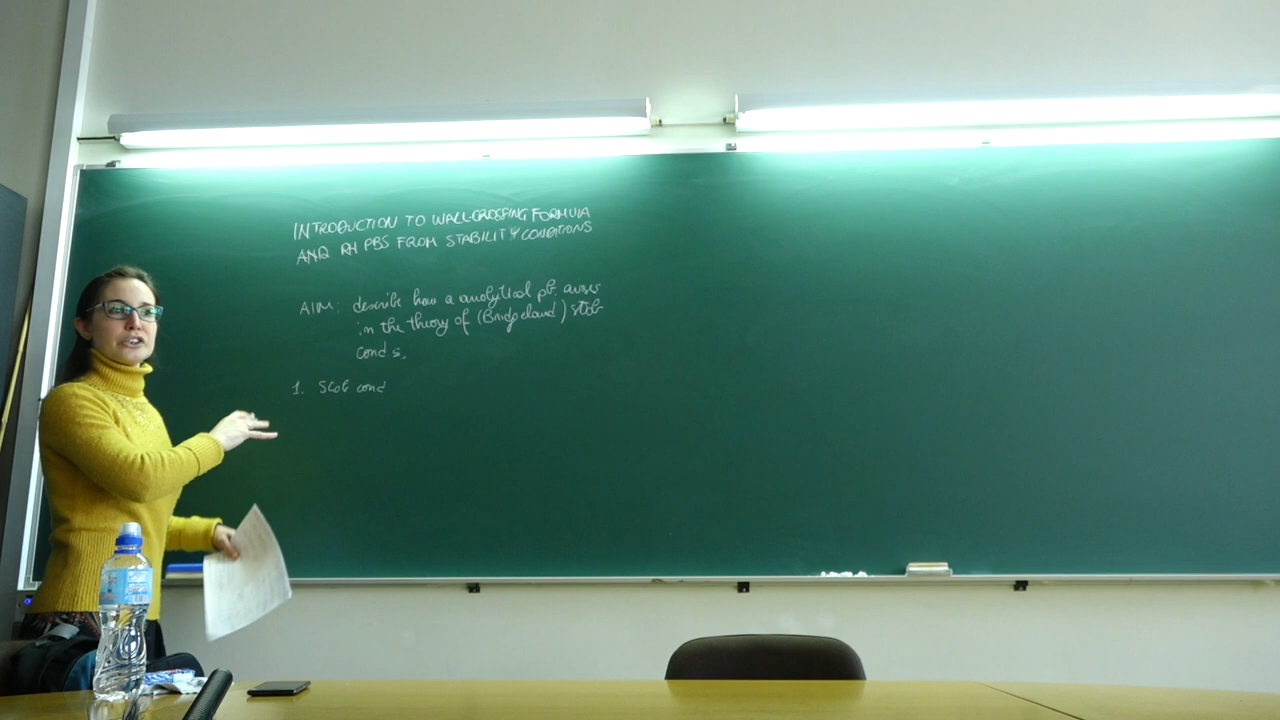 INTRODUCTION TO WALL-CROSSING FORMULA
AND RH PBS FROM STABILITY CONDITIONS
AIM: describe how a analytical pb. arises
in the theory of (Bridgeland) stab
cond s.
1. Stab cond